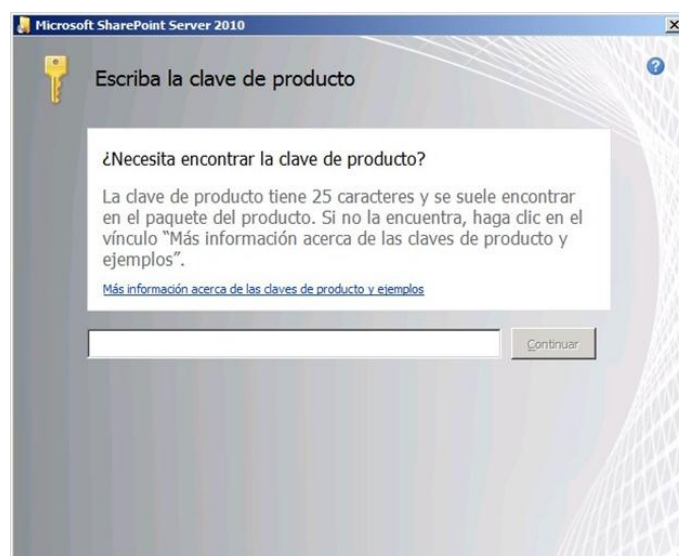 Microsoft SharePoint Server 2010
Escriba la clave de producto
¿Necesita encontrar la clave de producto?
La clave de producto tiene 25 caracteres y se suele encontrar
en el paquete del producto. Si no la encuentra, haga clic en el
vínculo "Más información acerca de las claves de producto y
ejemplos".
Más información acerca de las claves de producto y ejemplos
Continuar